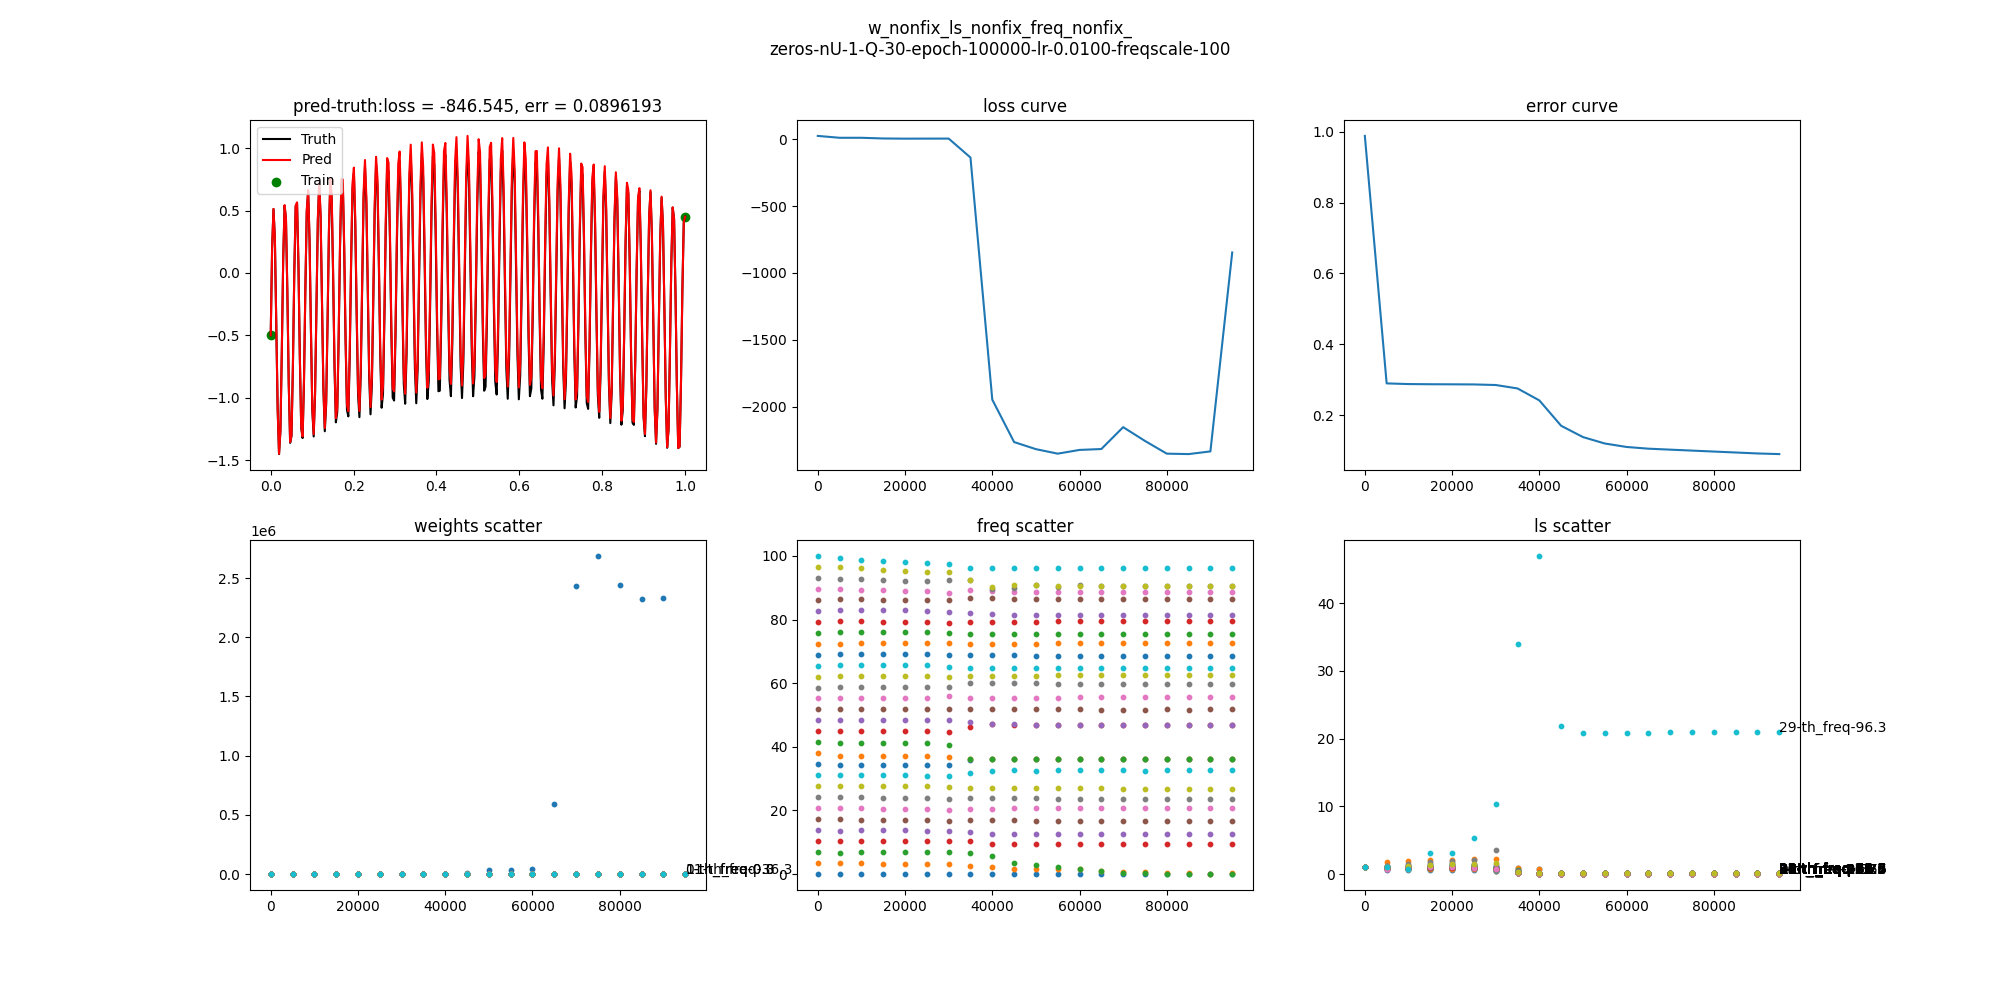 w_nonfix_ls_nonfix_freq_nonfix_
zeros-nU-1-Q-30-epoch-100000-lr-0.0100-freqscale-100
pred-truth:loss = -846.545, err = 0.0896193
Truth
Pred
Train
1.0
0.5
0.0
−0.5
−1.0
−1.5
0.0 0.2 0.4 0.6 0.8 1.0
loss curve
0
−500
−1000
−1500
−2000
0 20000 40000 60000 80000
error curve
1.0
0.8
0.6
0.4
0.2
0 20000 40000 60000 80000
weights scatter
1e6
2.5
2.0
1.5
1.0
0.5
0.0
0 20000 40000 60000 80000
freq scatter
100
80
60
40
20
0
0 20000 40000 60000 80000
ls scatter
40
30
20
10
0
0 20000 40000 60000 80000
29-th_freq-96.3